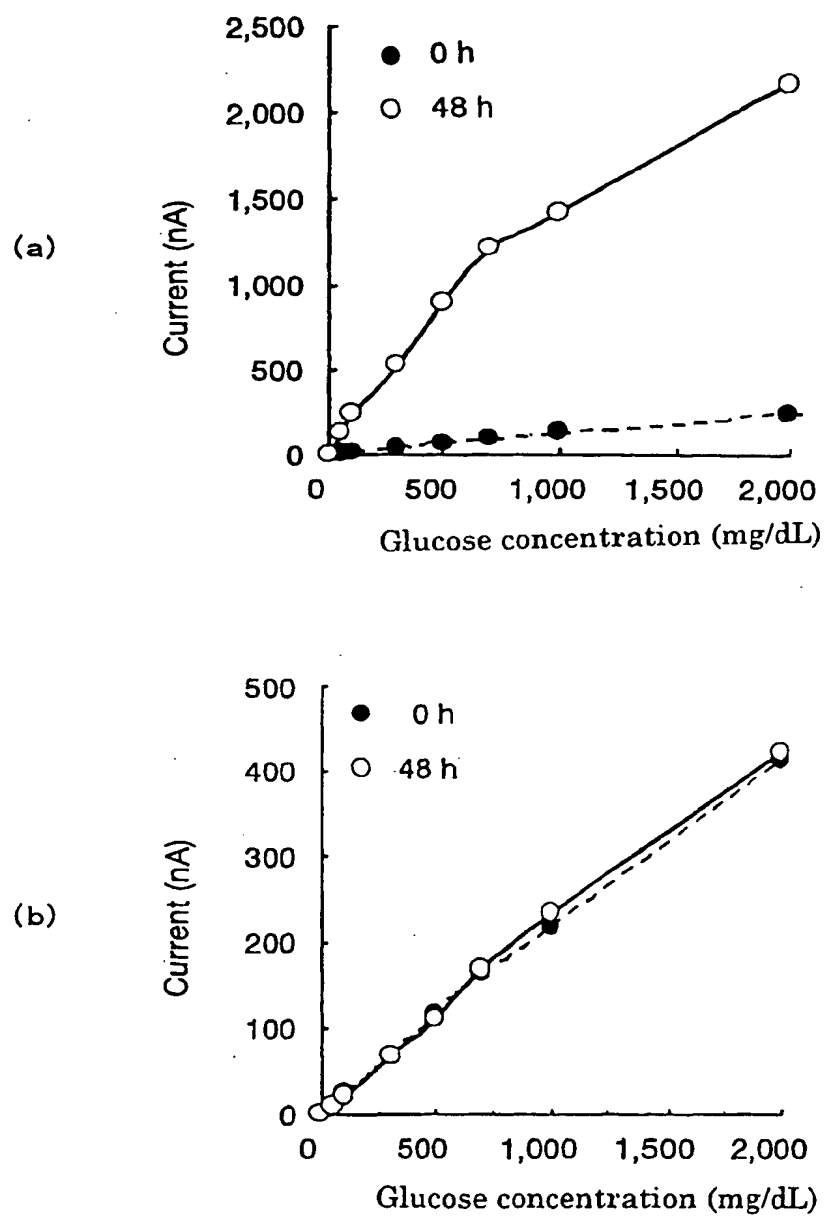 (a)
Current (nA)
2,500
2,000
1,500
1,000
500
0
0 h
48 h
0 500 1,000 1,500 2,000
Glucose concentration (mg/dL)
(b)
Current (nA)
500
400
300
200
100
0
0 h
48 h
0 500 1,000 1,500 2,000
Glucose concentration (mg/dL)